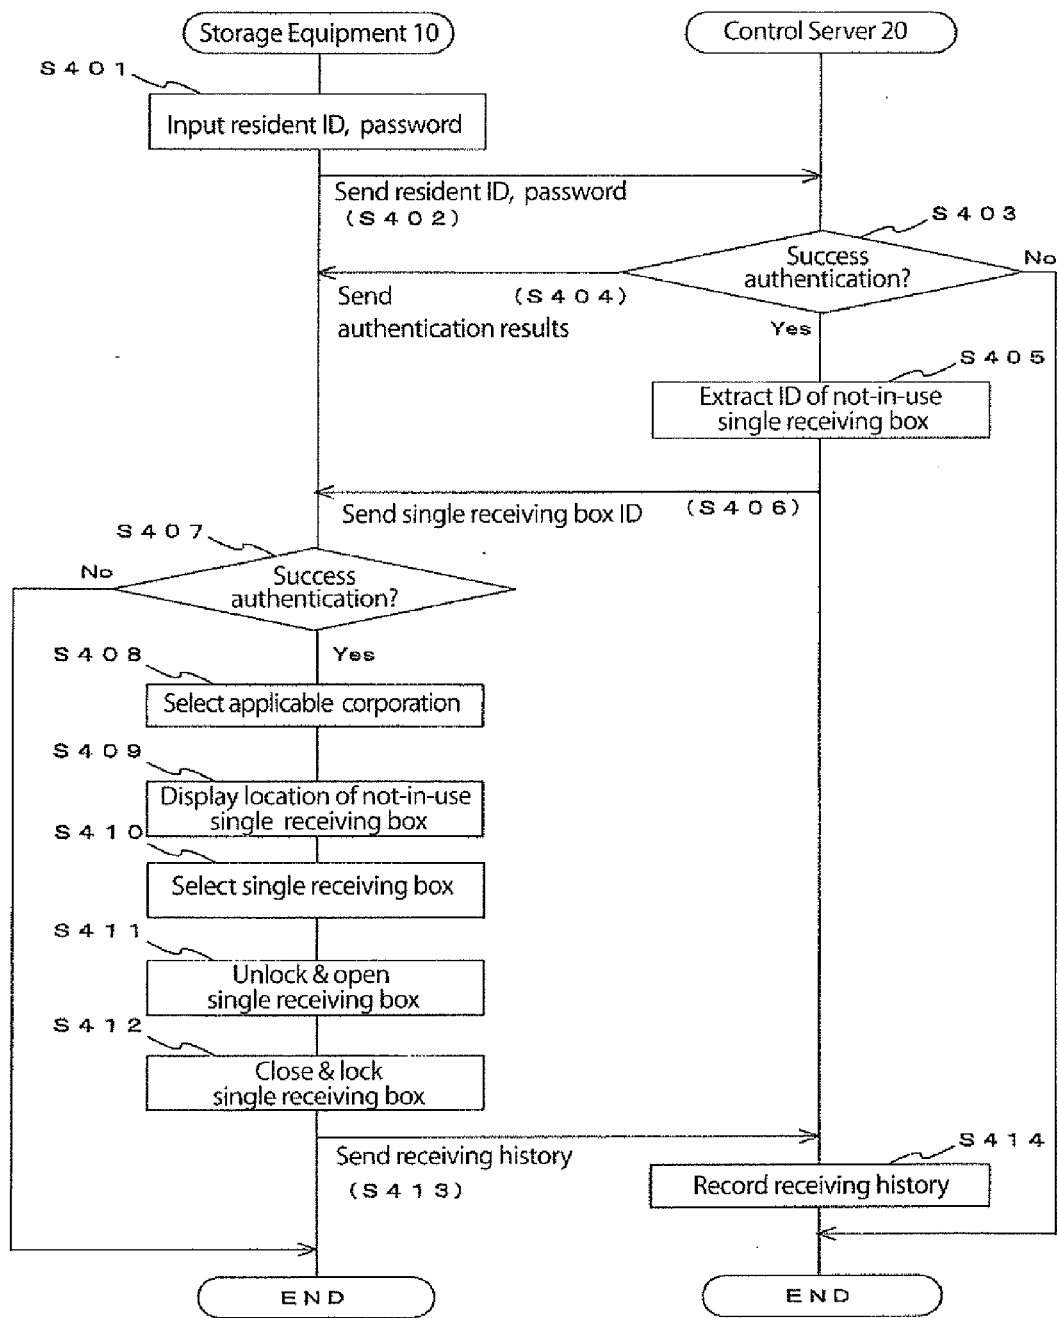 Storage Equipment 10
Control Server 20
S401
Input resident ID, password
Send resident ID, password
(S402)
S403
Success
authentication?
No
(S404)
Send
authentication results
Yes
S405
Extract ID of not-in-use
single receiving box
Send single receiving box ID
(S406)
S407
No
Success
authentication?
Yes
S408
Select applicable corporation
S409
Display location of not-in-use
single receiving box
S410
Select single receiving box
S411
Unlock & open
single receiving box
S412
Close & lock
single receiving box
Send receiving history
(S413)
S414
Record receiving history
END
END